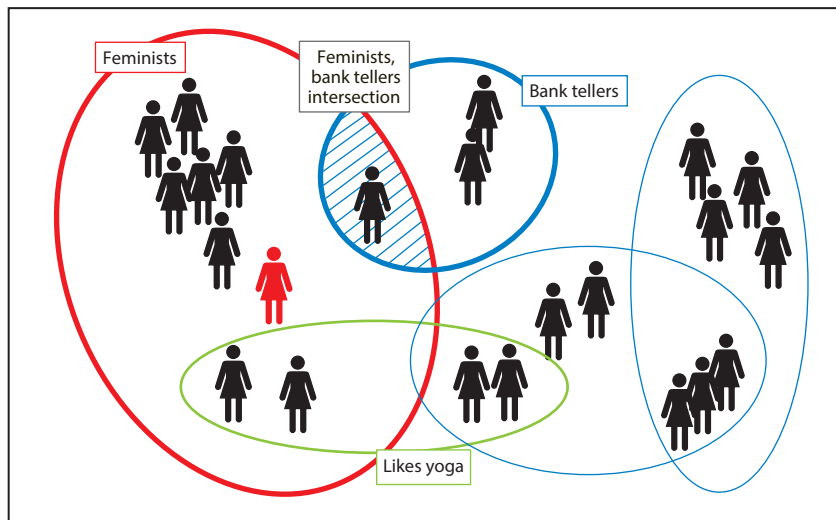 Feminists
Feminists,
bank tellers
intersection
Bank tellers
Likes yoga